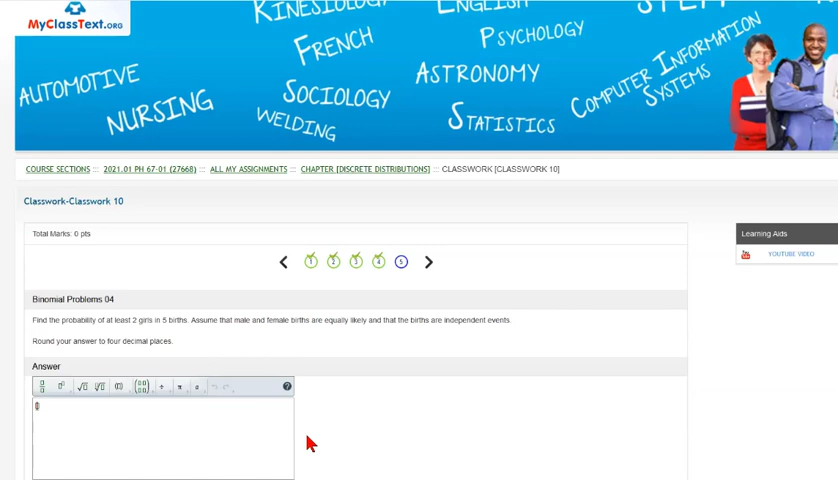 MYCLASSTEXT.ORG
KINESIOLOGY
ENGLISH
FRENCH
PSYCHOLOGY
AUTOMOTIVE
ASTRONOMY
COMPUTER INFORMATION
SYSTEMS
NURSING
SOCIOLOGY
WELDING
STATISTICS
COURSE SECTIONS ::: 2021.01 PH 67-01 (27668) ::: ALL MY ASSIGNMENTS ::: CHAPTER [DISCRETE DISTRIBUTIONS] ::: CLASSWORK [CLASSWORK 10]
Classwork-Classwork 10
Total Marks: 0 pts
Learning Aids
You Tube YOUTUBE VIDEO
1 2 3 4 5
Binomial Problems 04
Find the probability of at least 2 girls in 5 births. Assume that male and female births are equally likely and that the births are independent events.
Round your answer to four decimal places.
Answer